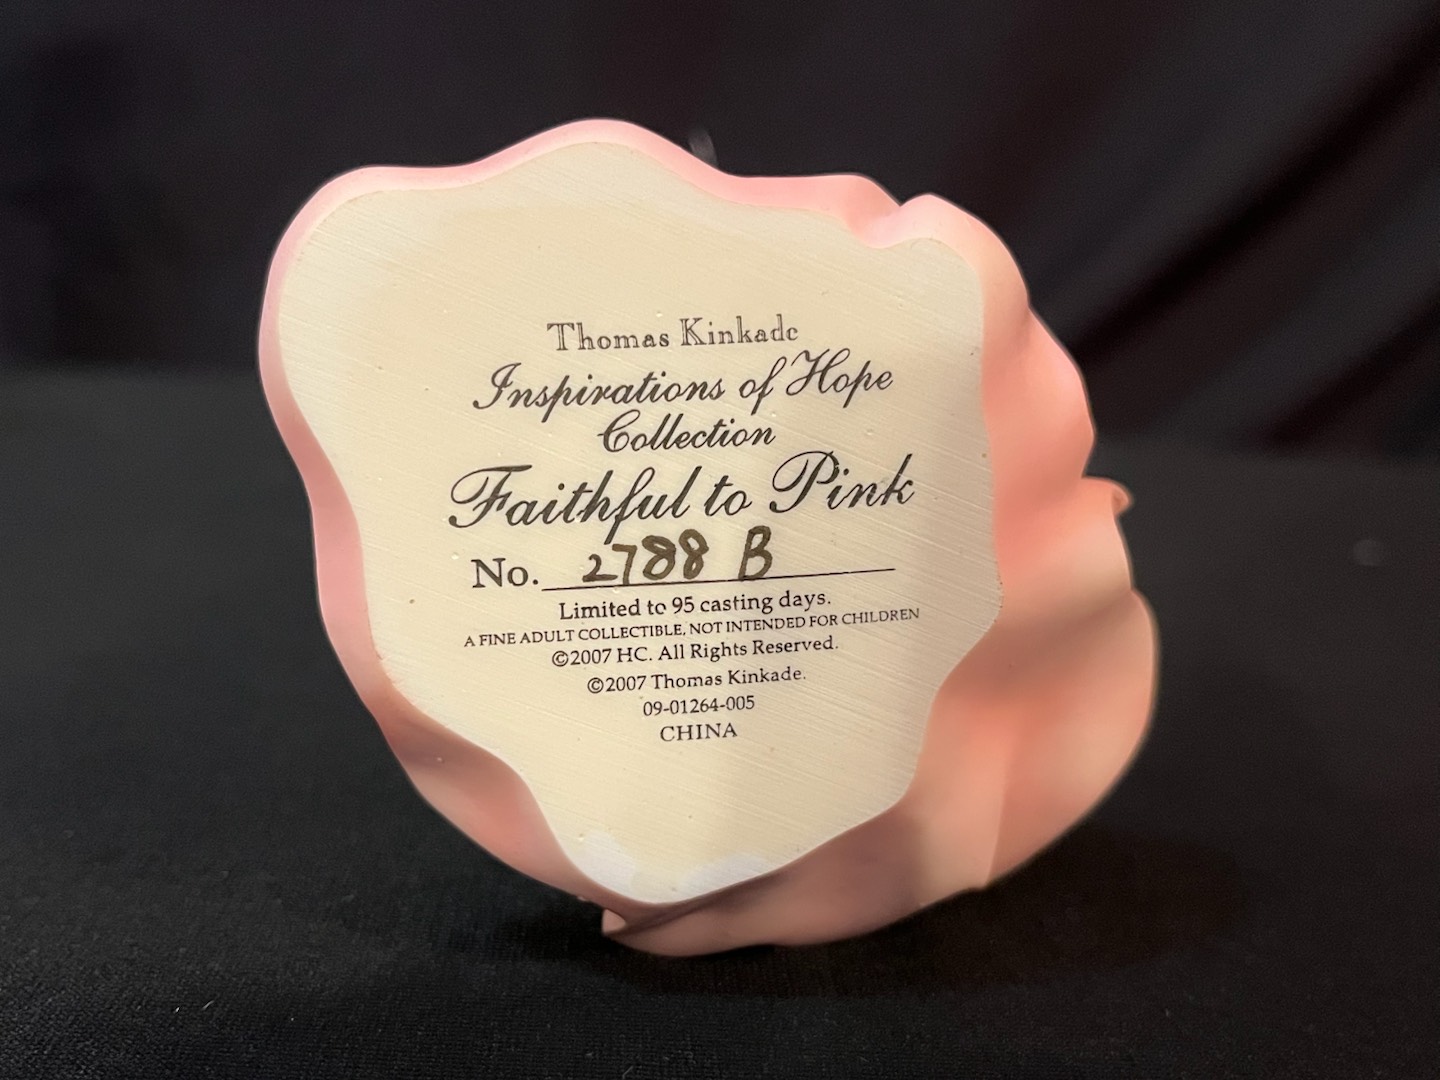 Thomas Kinkade
Inspirations of Hope
Collection
Faithful to Pink
No. 2788 B
Limited to 95 casting days.
A FINE ADULT COLLECTIBLE, NOT INTENDED FOR CHILDREN
©2007 HC. All Rights Reserved.
©2007 Thomas Kinkade.
09-01264-005
CHINA